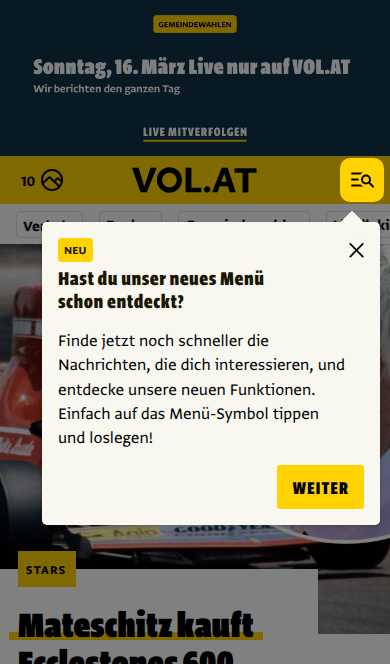 GEMEINDEWAHLEN
Sonntag, 16. März Live nur auf VOL.AT
Wir berichten den ganzen Tag
LIVE MITVERFOLGEN
10
VOL.AT
NEU
Hast du unser neues Menü
schon entdeckt?
Finde jetzt noch schneller die
Nachrichten, die dich interessieren, und
entdecke unsere neuen Funktionen.
Einfach auf das Menü-Symbol tippen
und loslegen!
WEITER
GOODYEAR
STARS
Mateschitz kauft
Ecclestones 600